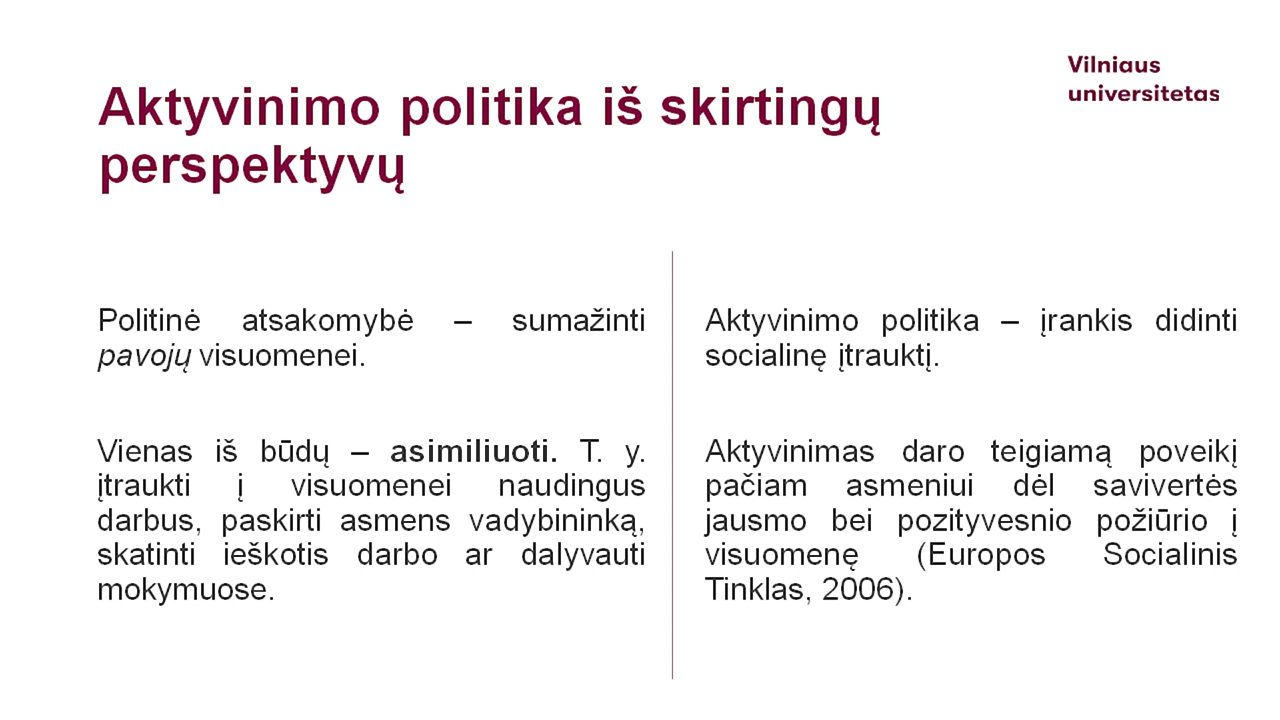 Vilniaus
universitetas
Aktyvinimo politika iš skirtingų
perspektyvų
Politinė atsakomybė – sumažinti
pavojų visuomenei.
Vienas iš būdų – asimiliuoti. T. y.
įtraukti į visuomenei naudingus
darbus, paskirti asmens vadybininką,
skatinti ieškotis darbo ar dalyvauti
mokymuose.
Aktyvinimo politika – įrankis didinti
socialinę įtrauktį.
Aktyvinimas daro teigiamą poveikį
pačiam asmeniui dėl savivertės
jausmo bei pozityvesnio požiūrio į
visuomenę (Europos Socialinis
Tinklas, 2006).